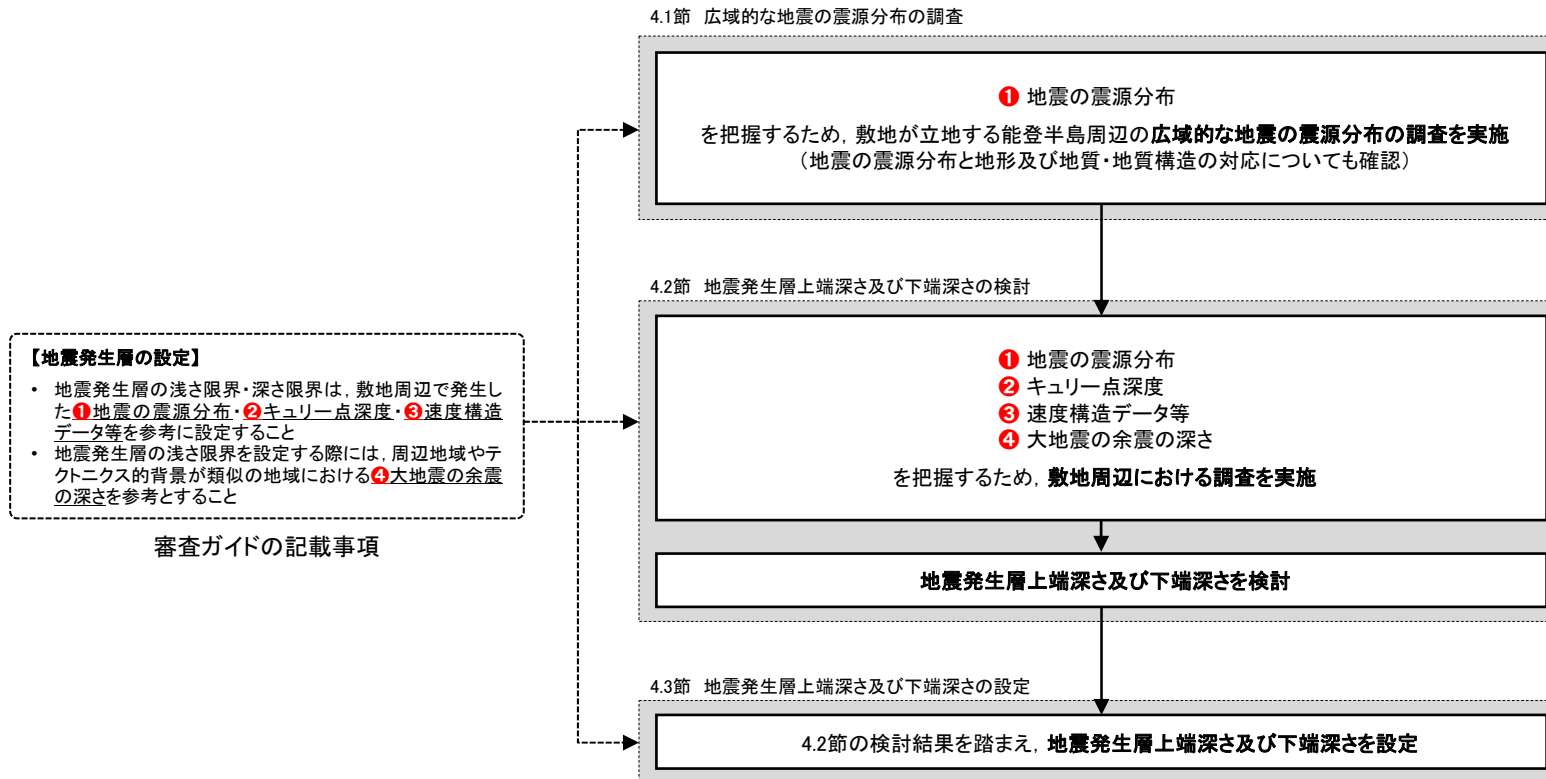 4.1節 広域的な地震の震源分布の調査
❶ 地震の震源分布
を把握するため，敷地が立地する能登半島周辺の広域的な地震の震源分布の調査を実施
（地震の震源分布と地形及び地質・地質構造の対応についても確認）
4.2節 地震発生層上端深さ及び下端深さの検討
❶ 地震の震源分布
❷ キュリー点深度
❸ 速度構造データ等
❹ 大地震の余震の深さ
を把握するため，敷地周辺における調査を実施
地震発生層上端深さ及び下端深さを検討
【地震発生層の設定】
• 地震発生層の浅さ限界・深さ限界は，敷地周辺で発生し
た❶地震の震源分布・❷キュリー点深度・❸速度構造
データ等を参考に設定すること
• 地震発生層の浅さ限界を設定する際には，周辺地域やテ
クトニクス的背景が類似の地域における❹大地震の余震
の深さを参考とすること
審査ガイドの記載事項
4.3節 地震発生層上端深さ及び下端深さの設定
4.2節の検討結果を踏まえ，地震発生層上端深さ及び下端深さを設定